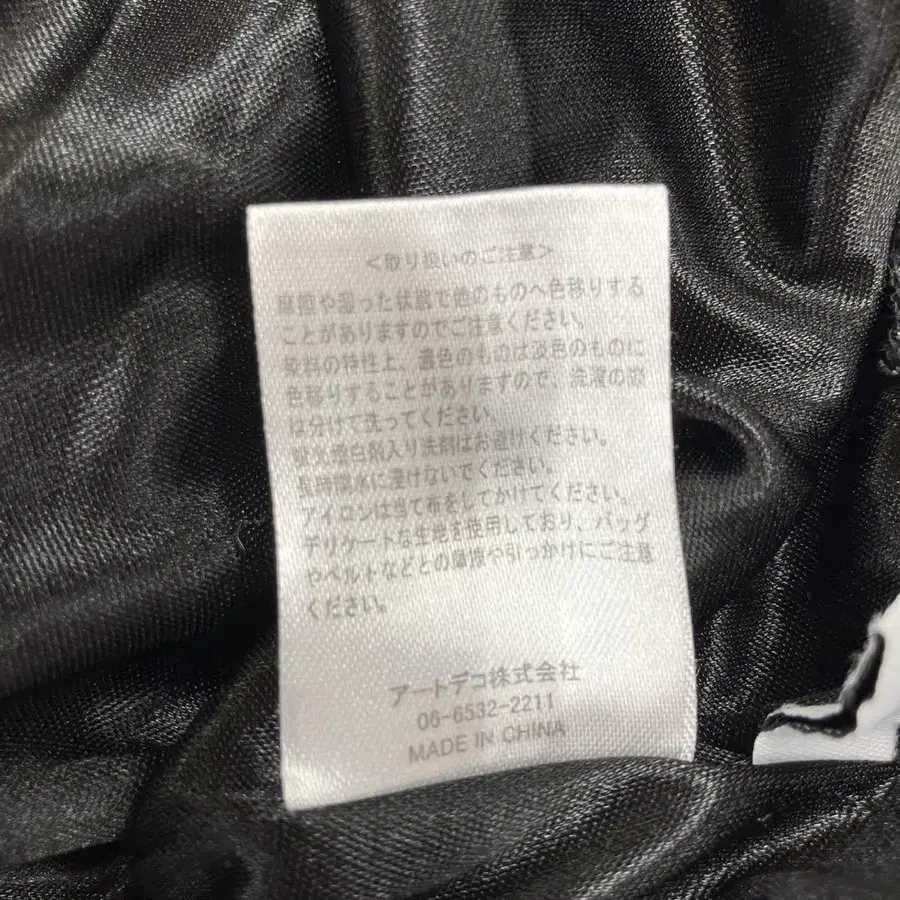 <取り扱いのご注意>
摩擦や湿った状態で他のものへ色移りする
ことがありますのでご注意ください。
染料の特性上、濃色のものは淡色のものに
色移りすることがありますので、洗濯の際
は分けて洗ってください。
蛍光増白剤入り洗剤はお避けください。
長時間水に浸けないでください。
アイロンは当て布をしてかけてください。
デリケートな生地を使用しており、バッグ
やベルトなどとの摩擦や引っかけにご注意
ください。
アートデコ株式会社
06-6532-2211
MADE IN CHINA